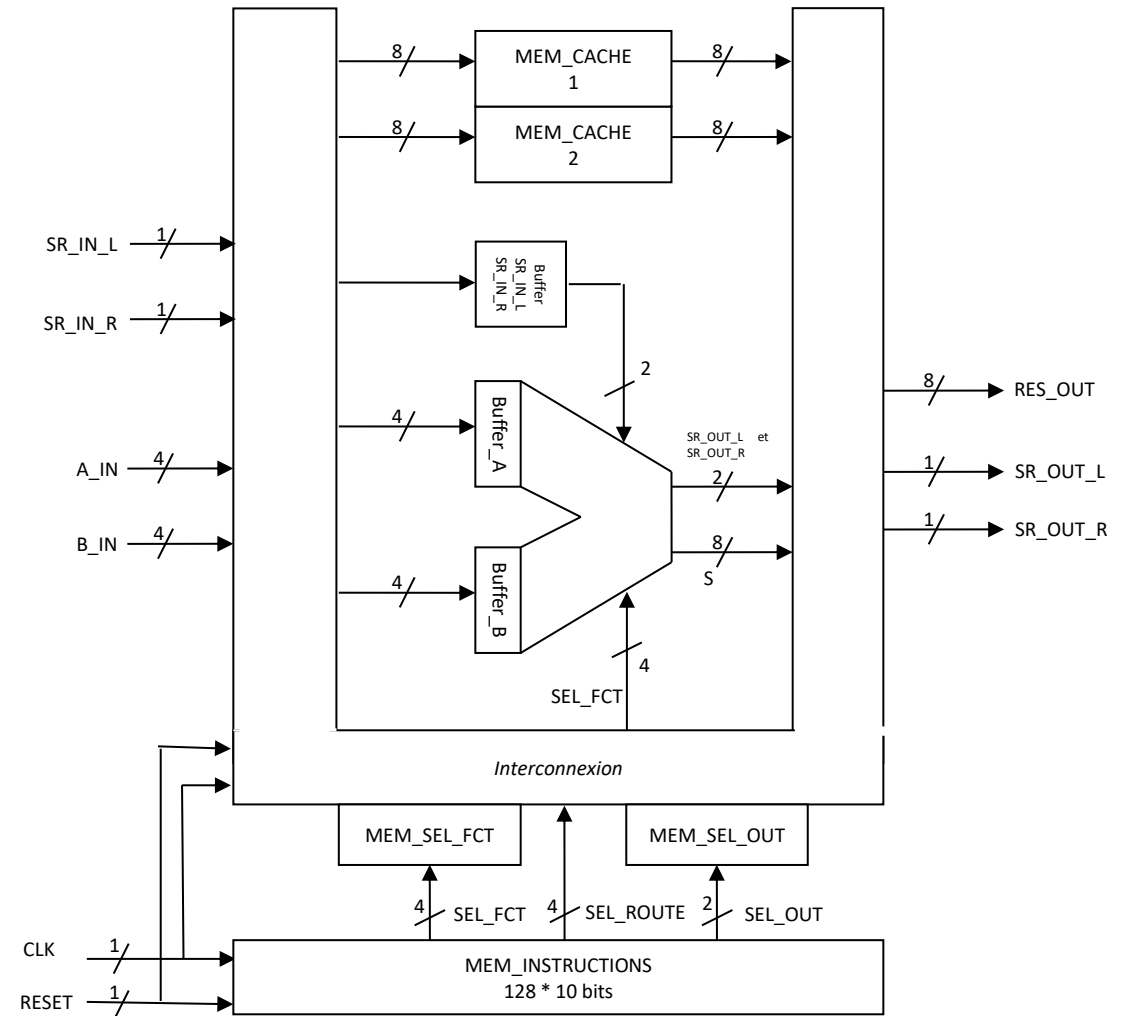 8
MEM_CACHE
1
8
8
MEM_CACHE
2
8
SR_IN_L
1
SR_IN_R
1
Buffer
SR_IN_L
SR_IN_R
2
A_IN
4
B_IN
4
4
Buffer_A
4
Buffer_B
SR_OUT_L et
SR_OUT_R
2
8
S
4
SEL_FCT
8
RES_OUT
1
SR_OUT_L
1
SR_OUT_R
Interconnexion
MEM_SEL_FCT
MEM_SEL_OUT
4
SEL_FCT
4
SEL_ROUTE
2
SEL_OUT
CLK
1
RESET
1
MEM_INSTRUCTIONS
128 * 10 bits